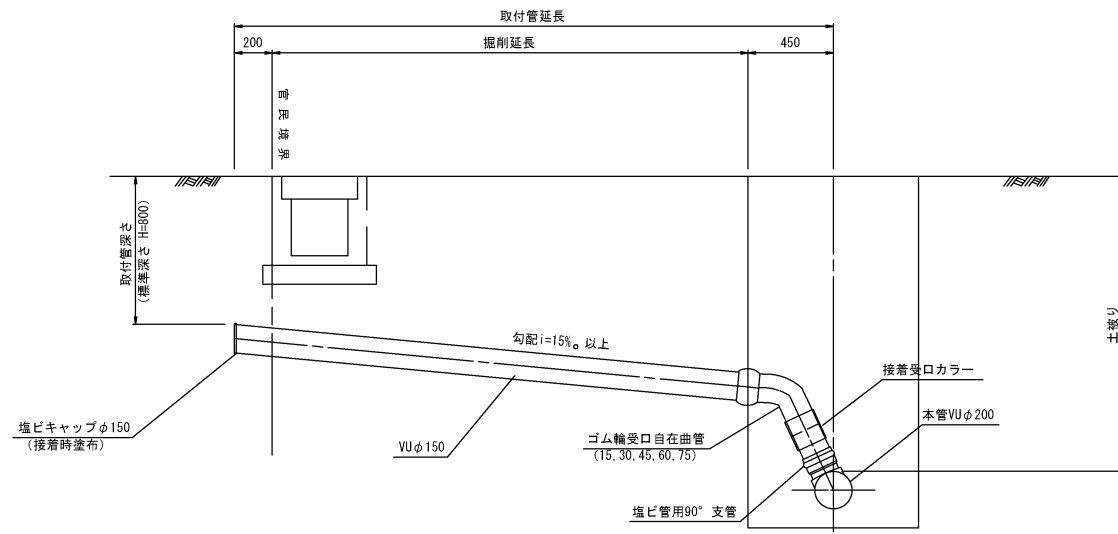 取付管延長
200
掘削延長
450
官民境界
取付管深さ
(標準深さ H=800)
土被り
勾配i=15‰以上
接着受口カラー
本管VUφ200
塩ビキャップφ150
(接着時塗布)
VUφ150
ゴム輪受口自在曲管
(15,30,45,60,75)
塩ビ管用90°支管